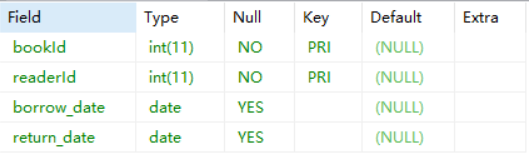 Field Type Null Key Default Extra
bookId int(11) NO PRI (NULL)
readerId int(11) NO PRI (NULL)
borrow_date date YES (NULL)
return_date date YES (NULL)